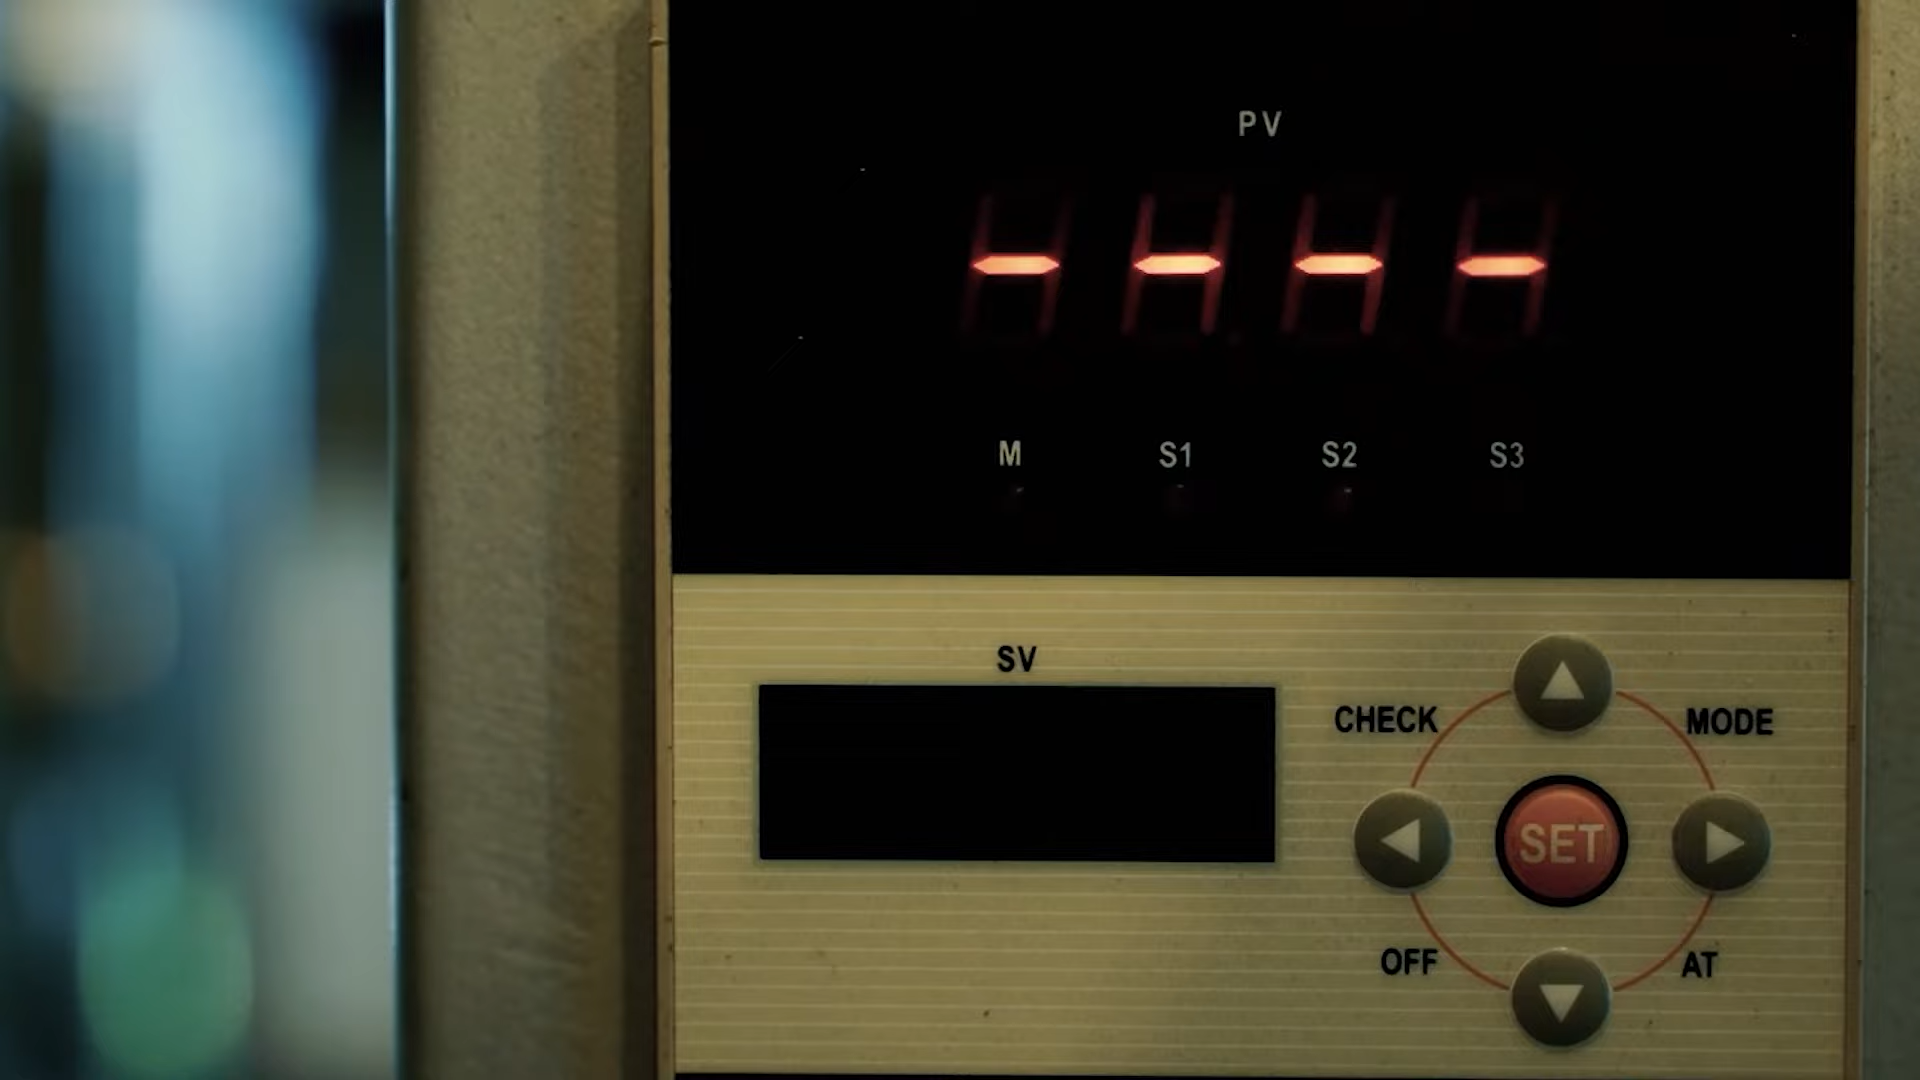 PV
----
M S1 S2 S3
SV
CHECK MODE
SET
OFF AT